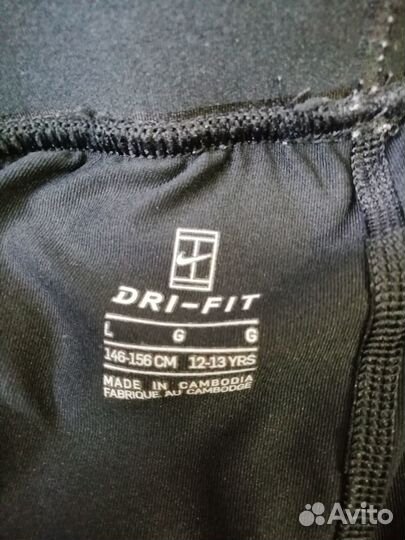 DRI-FIT
L G G
146-156 CM 12-13 YRS
MADE IN CAMBODIA
FABRIQUE AU CAMBODGE
Avito